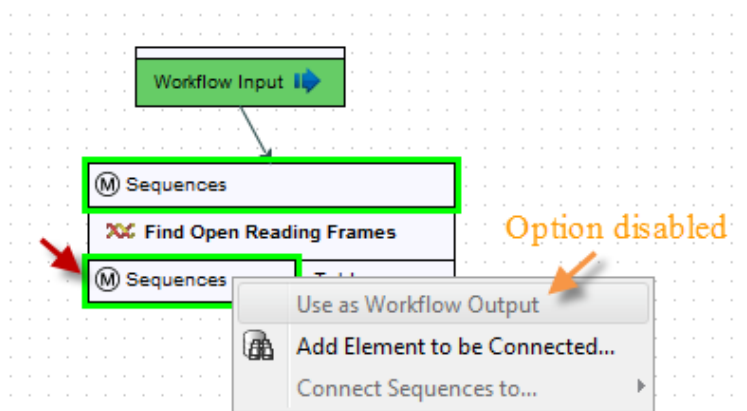 Workflow Input
M Sequences
Find Open Reading Frames
Option disabled
M Sequences
Use as Workflow Output
Add Element to be Connected...
Connect Sequences to...